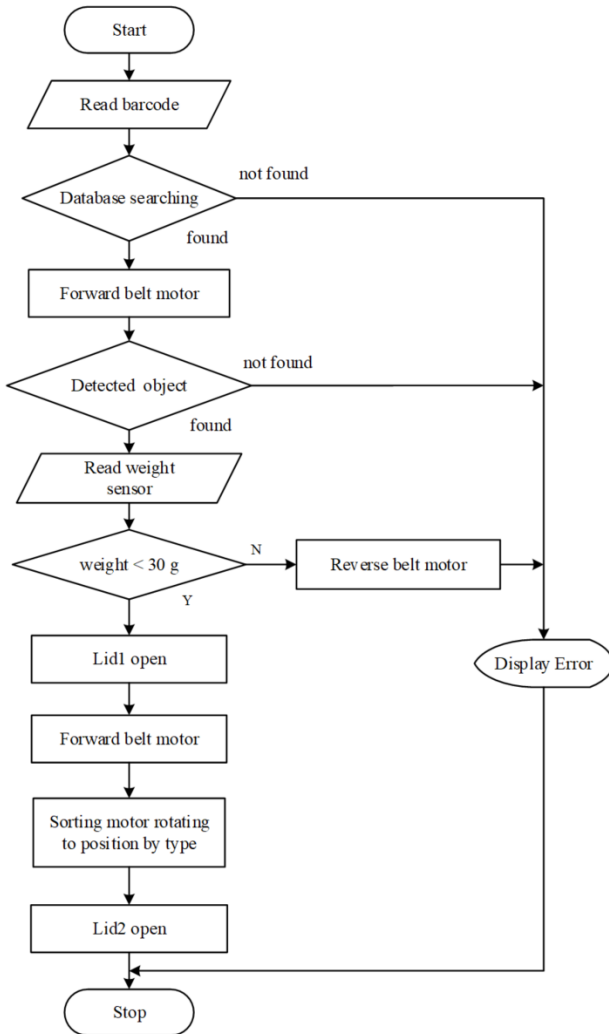 Start
Read barcode
not found
Database searching
found
Forward belt motor
not found
Detected object
found
Read weight
sensor
weight < 30 g
N
Reverse belt motor
Y
Lid1 open
Display Error
Forward belt motor
Sorting motor rotating
to position by type
Lid2 open
Stop